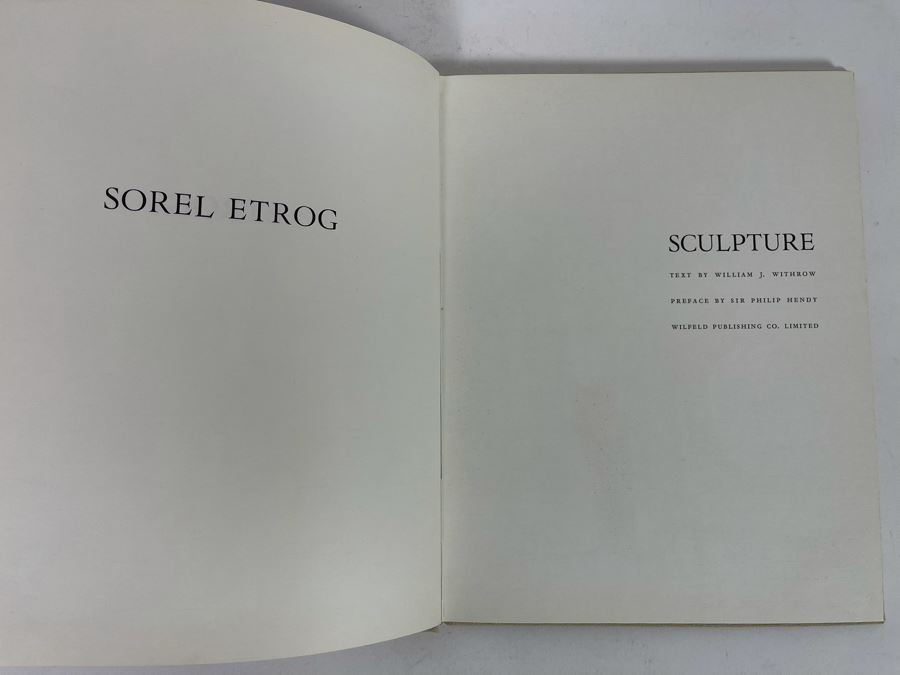 SOREL ETROG
SCULPTURE
TEXT BY WILLIAM J. WITHROW
PREFACE BY SIR PHILIP HENDY
WILFELD PUBLISHING CO. LIMITED